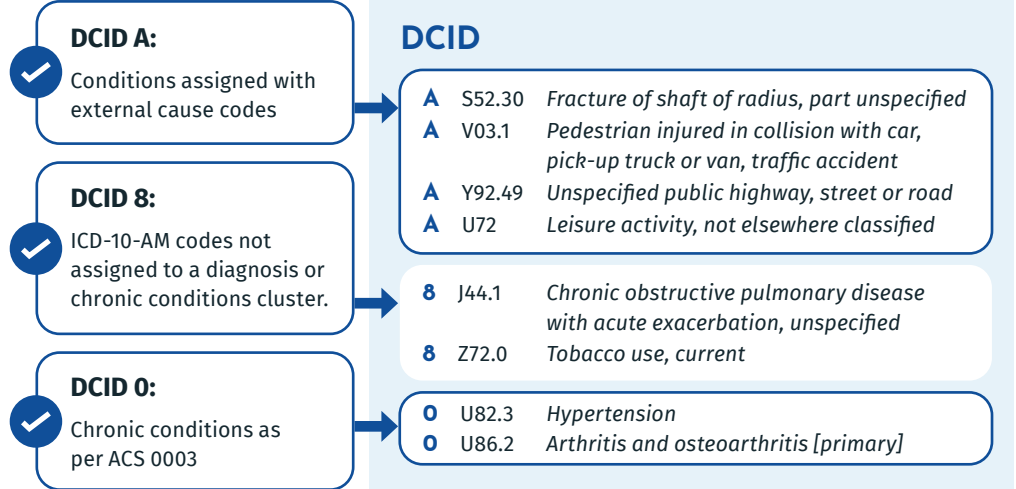 DCID A:
Conditions assigned with
external cause codes
DCID 8:
ICD-10-AM codes not
assigned to a diagnosis or
chronic conditions cluster.
DCID 0:
Chronic conditions as
per ACS 0003
DCID
A S52.30 Fracture of shaft of radius, part unspecified
A V03.1 Pedestrian injured in collision with car,
pick-up truck or van, traffic accident
A Y92.49 Unspecified public highway, street or road
A U72 Leisure activity, not elsewhere classified
8 J44.1 Chronic obstructive pulmonary disease
with acute exacerbation, unspecified
8 Z72.0 Tobacco use, current
0 U82.3 Hypertension
0 U86.2 Arthritis and osteoarthritis [primary]